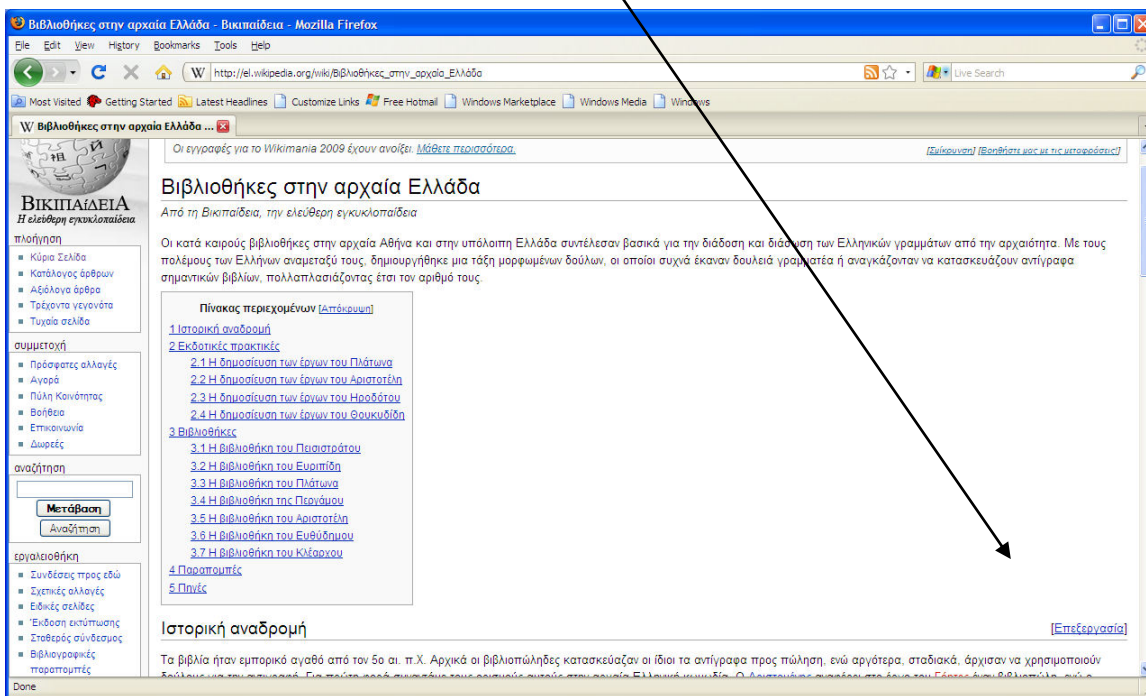 Βιβλιοθήκες στην αρχαία Ελλάδα - Βικιπαίδεια - Mozilla Firefox
File Edit View History Bookmarks Tools Help
W http://el.wikipedia.org/wiki/Βιβλιοθήκες_στην_αρχαία_Ελλάδα Live Search
Most Visited Getting Started Latest Headlines Customize Links Free Hotmail Windows Marketplace Windows Media Windows
W Βιβλιοθήκες στην αρχαία Ελλάδα ...
Οι εγγραφές για το Wikimania 2009 έχουν ανοίξει. Μάθετε περισσότερα.
[Σμίκρυνση] [Βοηθήστε μας με τις μεταφράσεις!]
ΒΙΚΙΠΑίΔΕΙΑ
Η ελεύθερη εγκυκλοπαίδεια
πλοήγηση
Κύρια Σελίδα
Κατάλογος άρθρων
Αξιόλογα άρθρα
Τρέχοντα γεγονότα
Τυχαία σελίδα
συμμετοχή
Πρόσφατες αλλαγές
Αγορά
Πύλη Κοινότητας
Βοήθεια
Επικοινωνία
Δωρεές
αναζήτηση
Μετάβαση
Αναζήτηση
εργαλειοθήκη
Συνδέσεις προς εδώ
Σχετικές αλλαγές
Ειδικές σελίδες
Έκδοση εκτύπωσης
Σταθερός σύνδεσμος
Βιβλιογραφικές
παραπομπές
Βιβλιοθήκες στην αρχαία Ελλάδα
Από τη Βικιπαίδεια, την ελεύθερη εγκυκλοπαίδεια
Οι κατά καιρούς βιβλιοθήκες στην αρχαία Αθήνα και στην υπόλοιπη Ελλάδα συντέλεσαν βασικά για την διάδοση και διάσωση των Ελληνικών γραμμάτων από την αρχαιότητα. Με τους
πολέμους των Ελλήνων αναμεταξύ τους, δημιουργήθηκε μια τάξη μορφωμένων δούλων, οι οποίοι συχνά έκαναν δουλειά γραμματέα ή αναγκάζονταν να κατασκευάζουν αντίγραφα
σημαντικών βιβλίων, πολλαπλασιάζοντας έτσι τον αριθμό τους.
Πίνακας περιεχομένων [Απόκρυψη]
1 Ιστορική αναδρομή
2 Εκδοτικές πρακτικές
2.1 Η δημοσίευση των έργων του Πλάτωνα
2.2 Η δημοσίευση των έργων του Αριστοτέλη
2.3 Η δημοσίευση των έργων του Ηροδότου
2.4 Η δημοσίευση των έργων του Θουκυδίδη
3 Βιβλιοθήκες
3.1 Η βιβλιοθήκη του Πεισιστράτου
3.2 Η βιβλιοθήκη του Ευριπίδη
3.3 Η βιβλιοθήκη του Πλάτωνα
3.4 Η βιβλιοθήκη της Περγάμου
3.5 Η βιβλιοθήκη του Αριστοτέλη
3.6 Η βιβλιοθήκη του Ευθύδημου
3.7 Η βιβλιοθήκη του Κλέαρχου
4 Παραπομπές
5 Πηγές
Ιστορική αναδρομή [Επεξεργασία]
Τα βιβλία ήταν εμπορικό αγαθό από τον 5ο αι. π.Χ. Αρχικά οι βιβλιοπώληδες κατασκεύαζαν οι ίδιοι τα αντίγραφα προς πώληση, ενώ αργότερα, σταδιακά, άρχισαν να χρησιμοποιούν
Done